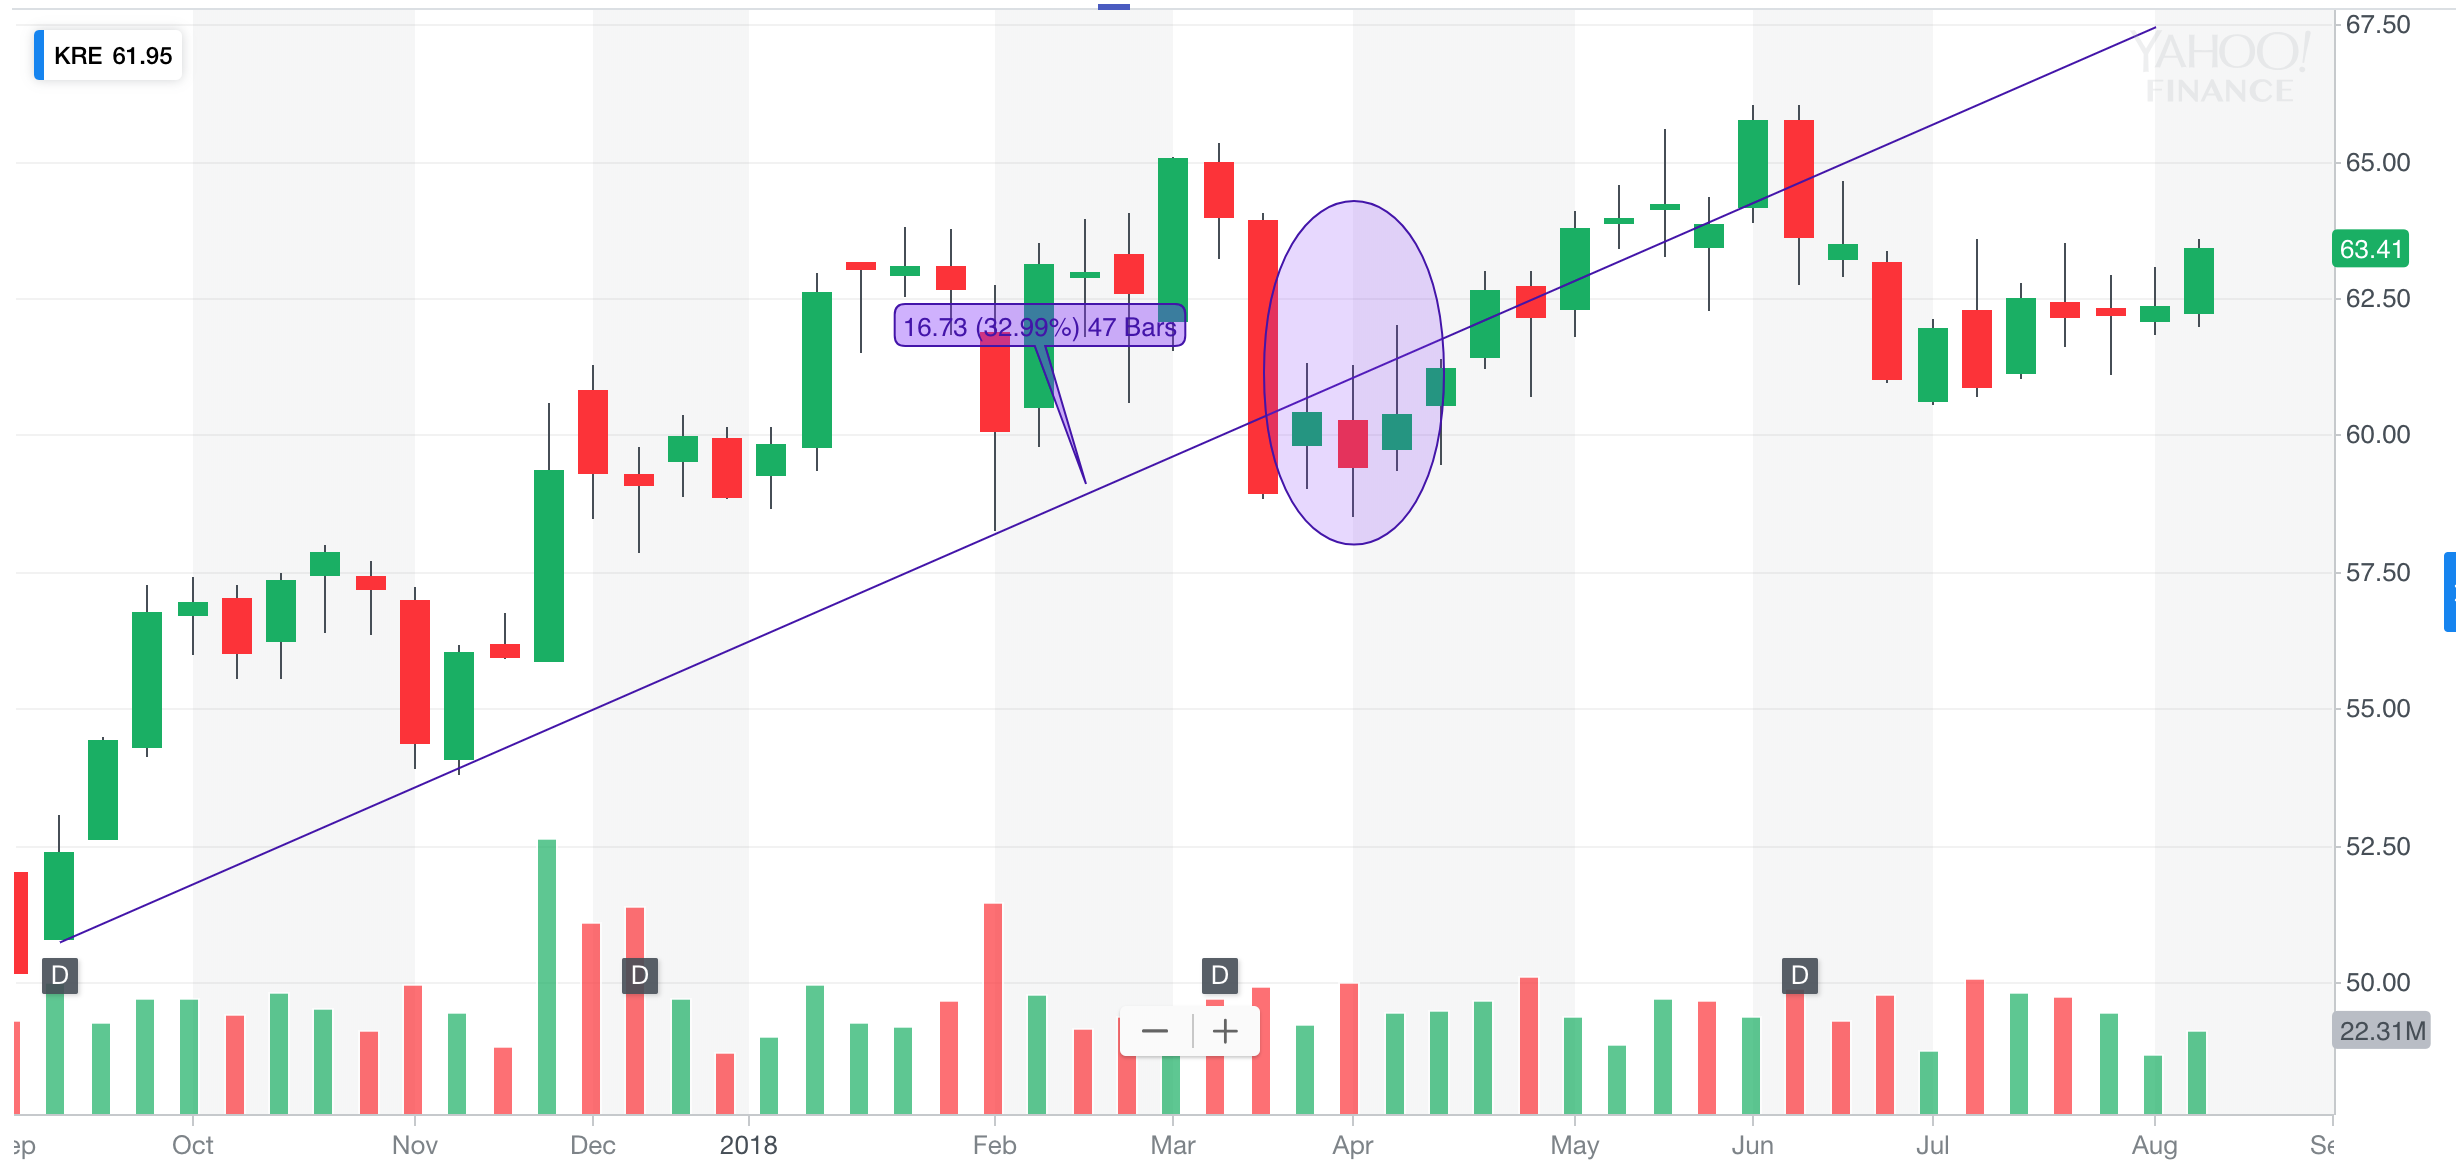 KRE 61.95
YAHOO!
FINANCE
67.50
65.00
63.41
62.50
16.73 (32.99%) 47 Bars
60.00
57.50
55.00
52.50
D D D D
50.00
− +
22.31M
ep Oct Nov Dec 2018 Feb Mar Apr May Jun Jul Aug Se